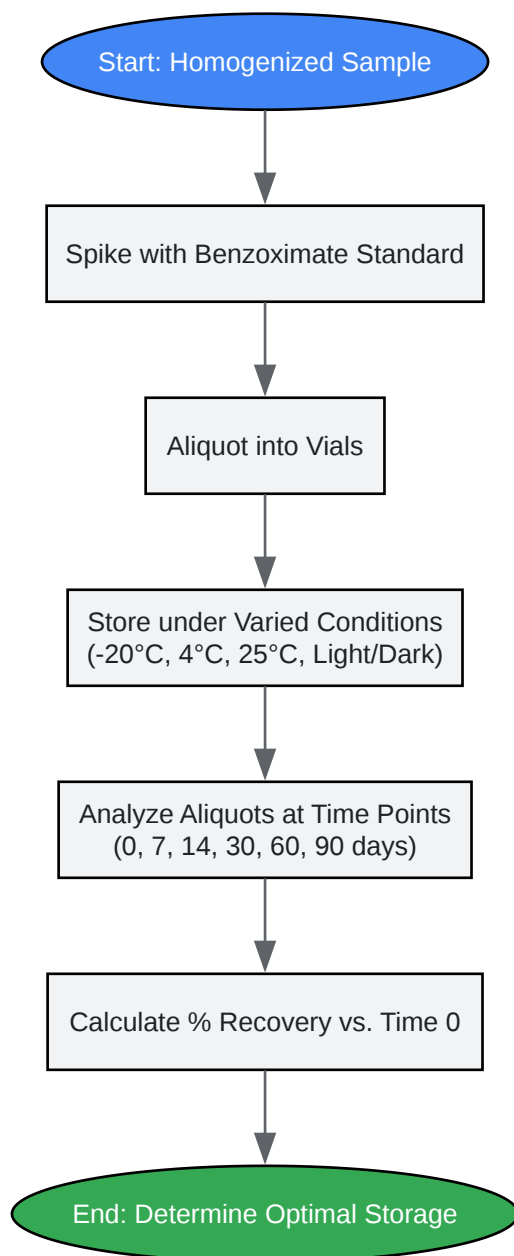 Start: Homogenized Sample
Spike with Benzoximate Standard
Aliquot into Vials
Store under Varied Conditions
(-20°C, 4°C, 25°C, Light/Dark)
Analyze Aliquots at Time Points
(0, 7, 14, 30, 60, 90 days)
Calculate % Recovery vs. Time 0
End: Determine Optimal Storage